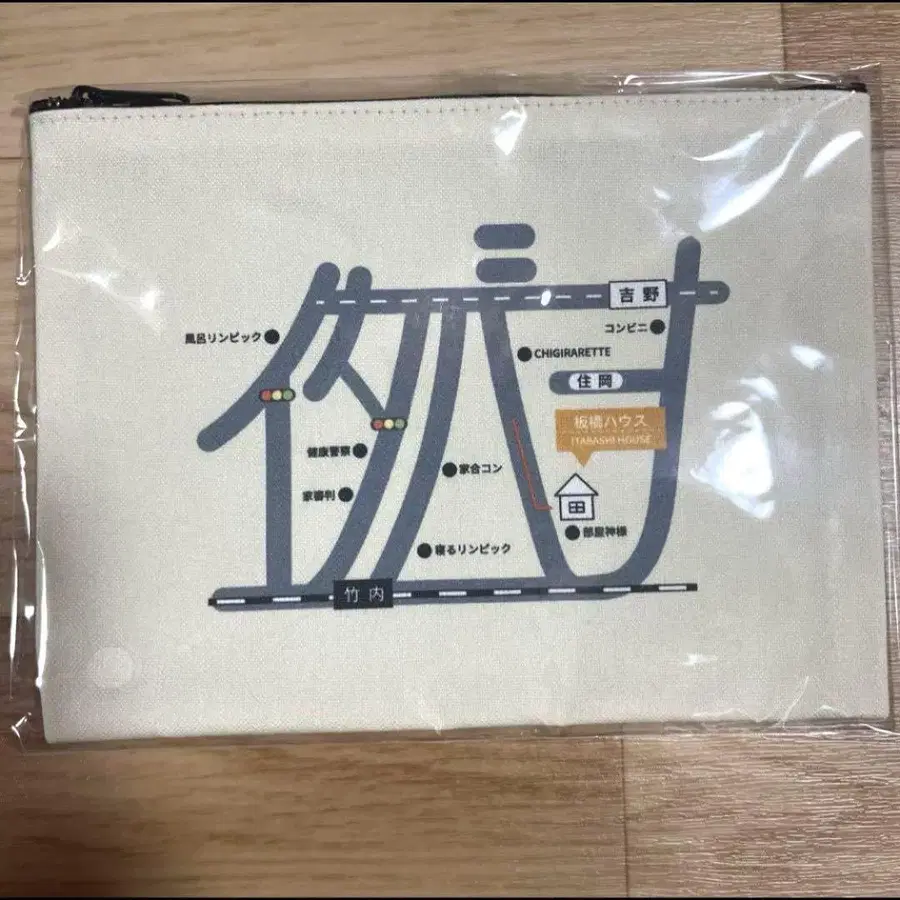 吉野
風呂リンピック
コンビニ
CHIGIRARETTE
住岡
板橋ハウス
ITABASHI HOUSE
健康警察
家合コン
家審判
部屋神様
寝るリンピック
竹内